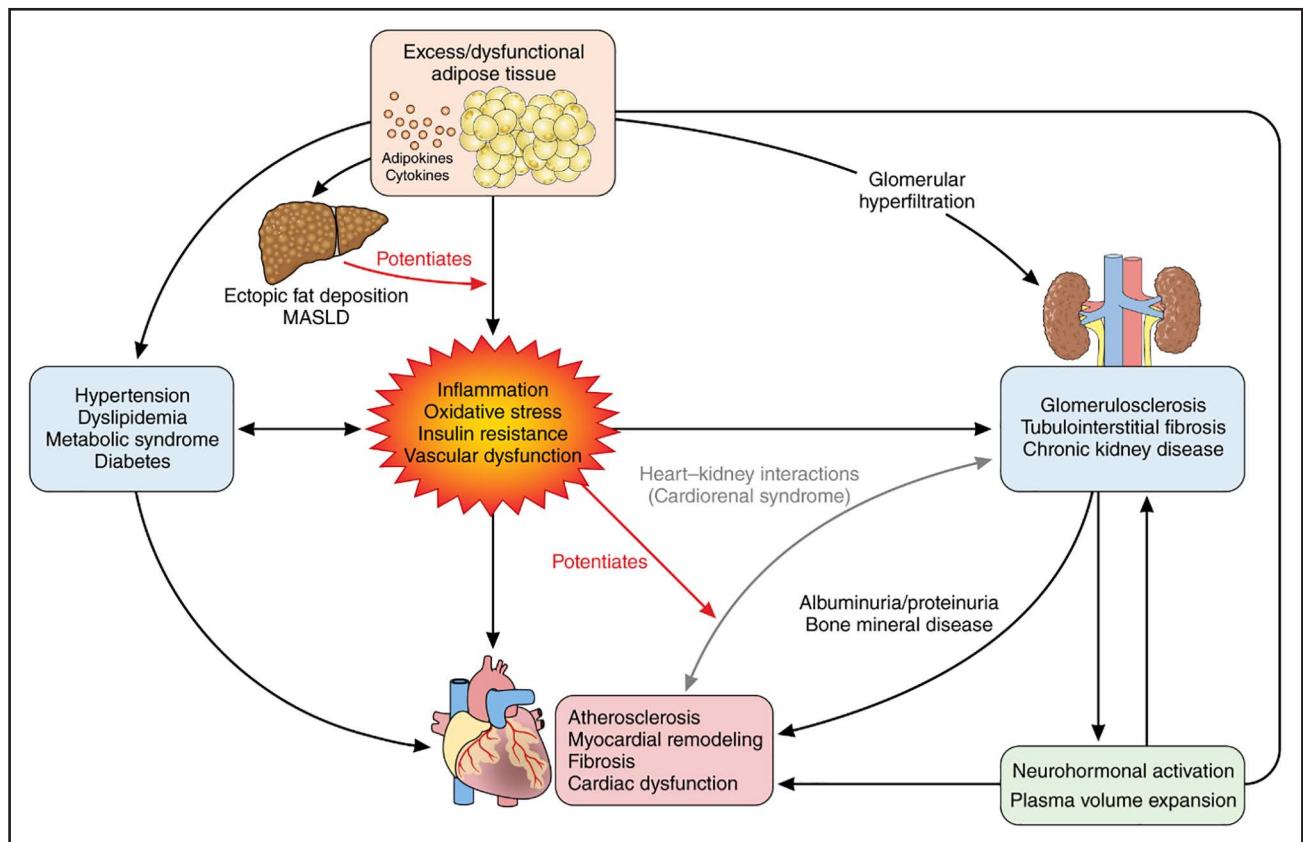 Excess/dysfunctional
adipose tissue
Adipokines
Cytokines
Glomerular
hyperfiltration
Potentiates
Ectopic fat deposition
MASLD
Hypertension
Dyslipidemia
Metabolic syndrome
Diabetes
Inflammation
Oxidative stress
Insulin resistance
Vascular dysfunction
Glomerulosclerosis
Tubulointerstitial fibrosis
Chronic kidney disease
Heart–kidney interactions
(Cardiorenal syndrome)
Potentiates
Albuminuria/proteinuria
Bone mineral disease
Atherosclerosis
Myocardial remodeling
Fibrosis
Cardiac dysfunction
Neurohormonal activation
Plasma volume expansion